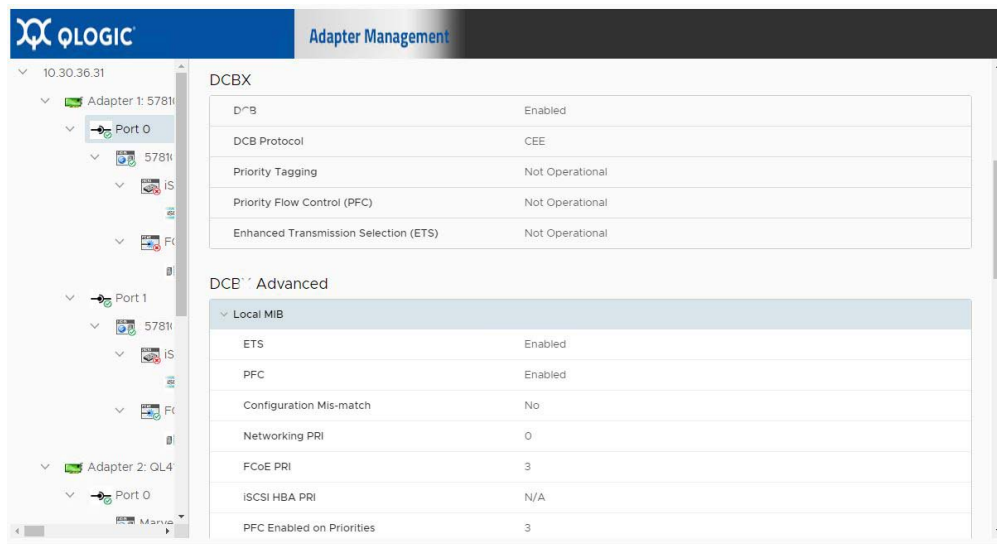 QLOGIC
Adapter Management
10.30.36.31
Adapter 1: 5781
Port 0
5781
iS
F
Port 1
5781
iS
F
Adapter 2: QL4
Port 0
DCBX
DCB Enabled
DCB Protocol CEE
Priority Tagging Not Operational
Priority Flow Control (PFC) Not Operational
Enhanced Transmission Selection (ETS) Not Operational
Advanced
Local MIB
ETS Enabled
PFC Enabled
Configuration Mis-match No
Networking PRI 0
FCoE PRI 3
iSCSI HBA PRI N/A
PFC Enabled on Priorities 3